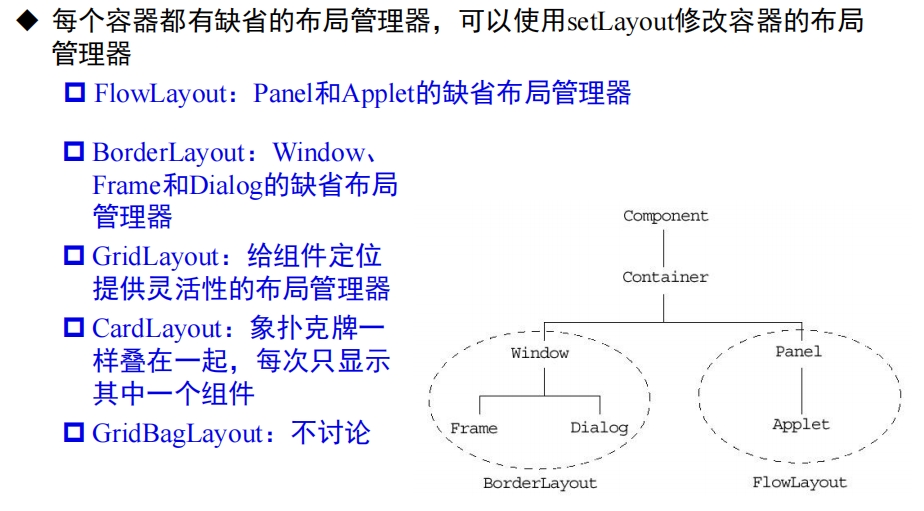 ◆ 每个容器都有缺省的布局管理器，可以使用setLayout修改容器的布局
管理器
FlowLayout：Panel和Applet的缺省布局管理器
BorderLayout：Window、
Frame和Dialog的缺省布局
管理器
GridLayout：给组件定位
提供灵活性的布局管理器
CardLayout：象扑克牌一
样叠在一起，每次只显示
其中一个组件
GridBagLayout：不讨论
Component
Container
Window
Panel
Frame
Dialog
Applet
BorderLayout
FlowLayout